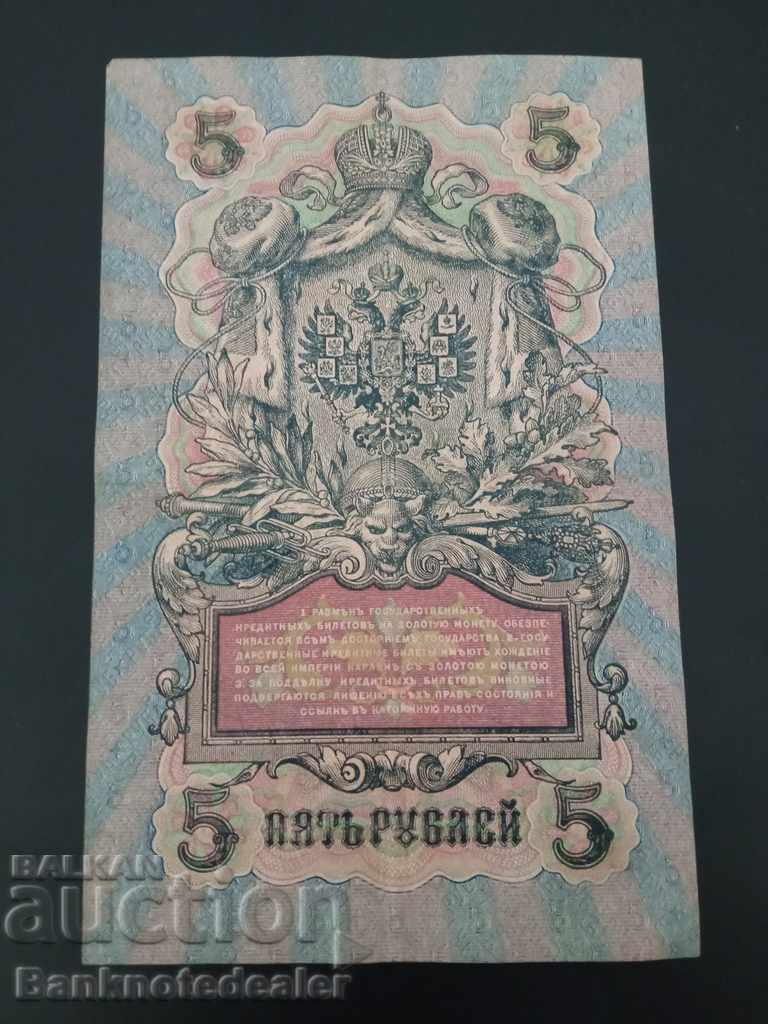 5 5
1. РАЗМѢНЪ ГОСУДАРСТВЕННЫХЪ
КРЕДИТНЫХЪ БИЛЕТОВЪ НА ЗОЛОТУЮ МОНЕТУ ОБЕЗПЕ-
ЧИВАЕТСЯ ВСѢМЪ ДОСТОЯНІЕМЪ ГОСУДАРСТВА. 2. ГОСУ-
ДАРСТВЕННЫЕ КРЕДИТНЫЕ БИЛЕТЫ ИМѢЮТЪ ХОЖДЕНІЕ
ВО ВСЕЙ ИМПЕРІИ НАРАВНѢ СЪ ЗОЛОТОЮ МОНЕТОЮ
3. ЗА ПОДДѢЛКУ КРЕДИТНЫХЪ БИЛЕТОВЪ ВИНОВНЫЕ
ПОДВЕРГАЮТСЯ ЛИШЕНІЮ ВСѢХЪ ПРАВЪ СОСТОЯНІЯ И
ССЫЛКѢ ВЪ КАТОРЖНУЮ РАБОТУ.
5 ПЯТЬ РУБЛЕЙ 5
BALKAN
auction
Banknotedealer